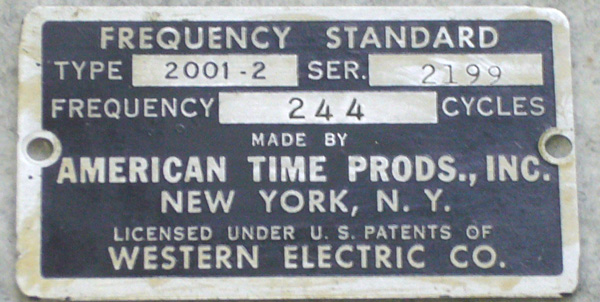 FREQUENCY STANDARD
TYPE 2001-2 SER. 2199
FREQUENCY 244 CYCLES
MADE BY
AMERICAN TIME PRODS., INC.
NEW YORK, N. Y.
LICENSED UNDER U. S. PATENTS OF
WESTERN ELECTRIC CO.